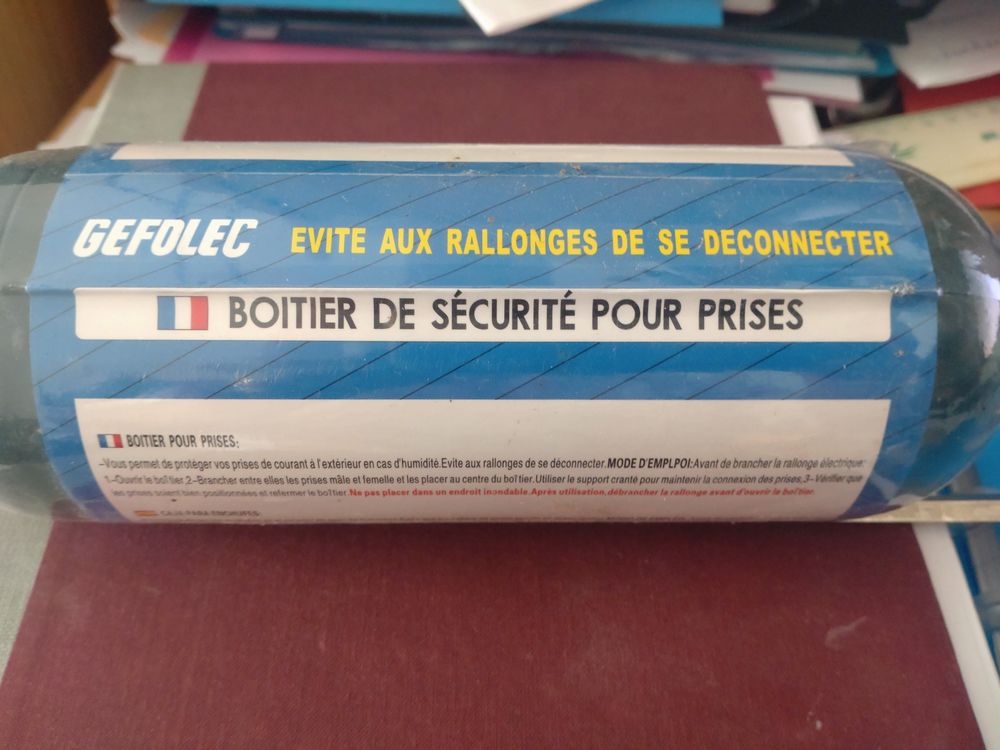 GEFOLEC EVITE AUX RALLONGES DE SE DECONNECTER
BOITIER DE SÉCURITÉ POUR PRISES
BOITIER POUR PRISES:
-Vous permet de protéger vos prises de courant à l'extérieur en cas d'humidité.Evite aux rallonges de se déconnecter.MODE D'EMPLPOI:Avant de brancher la rallonge électrique:
1-Ouvrir le boîtier.2-Brancher entre elles les prises mâle et femelle et les placer au centre du boîtier.Utiliser le support cranté pour maintenir la connexion des prises.3-Vérifier que
les prises soient bien positionnées et refermer le boîtier.Ne pas placer dans un endroit inondable.Après utilisation,débrancher la rallonge avant d'ouvrir le boîtier.
CAJA PARA ENCHUFES: